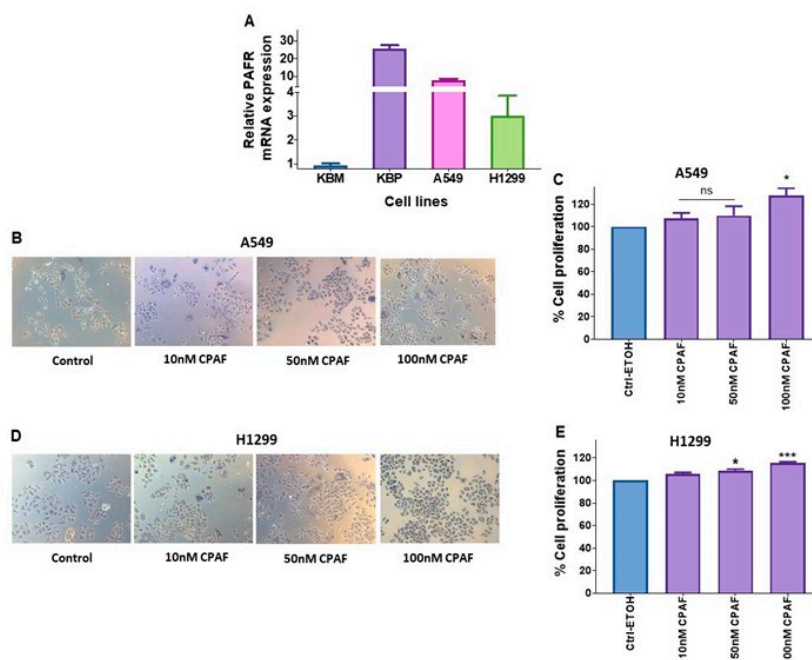 A
Relative PAFR
mRNA expression
30
20
10
4
3
2
1
KBM KBP A549 H1299
Cell lines
B
A549
Control 10nM CPAF 50nM CPAF 100nM CPAF
C
A549
ns
*
% Cell proliferation
120
100
80
60
40
20
0
Ctrl-ETOH
10nM CPAF
50nM CPAF
100nM CPAF
D
H1299
Control 10nM CPAF 50nM CPAF 100nM CPAF
E
H1299
*
***
% Cell proliferation
120
100
80
60
40
20
0
Ctrl-ETOH
10nM CPAF
50nM CPAF
00nM CPAF